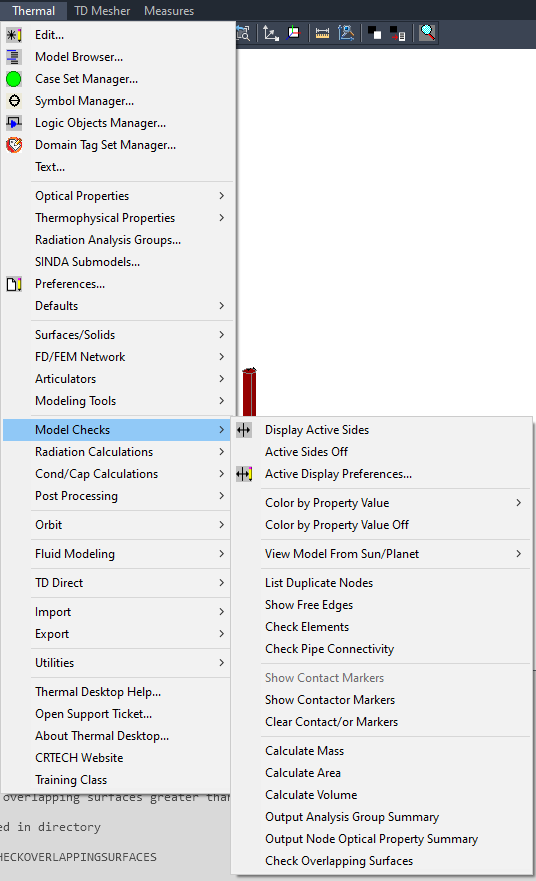 Thermal TD Mesher Measures
Edit...
Model Browser...
Case Set Manager...
Symbol Manager...
Logic Objects Manager...
Domain Tag Set Manager...
Text...
Optical Properties
Thermophysical Properties
Radiation Analysis Groups...
SINDA Submodels...
Preferences...
Defaults
Surfaces/Solids
FD/FEM Network
Articulators
Modeling Tools
Model Checks
Radiation Calculations
Cond/Cap Calculations
Post Processing
Orbit
Fluid Modeling
TD Direct
Import
Export
Utilities
Thermal Desktop Help...
Open Support Ticket...
About Thermal Desktop...
CRTECH Website
Training Class
Display Active Sides
Active Sides Off
Active Display Preferences...
Color by Property Value
Color by Property Value Off
View Model From Sun/Planet
List Duplicate Nodes
Show Free Edges
Check Elements
Check Pipe Connectivity
Show Contact Markers
Show Contactor Markers
Clear Contact/or Markers
Calculate Mass
Calculate Area
Calculate Volume
Output Analysis Group Summary
Output Node Optical Property Summary
Check Overlapping Surfaces
overlapping surfaces greater than
ed in directory
HECKOVERLAPPINGSURFACES